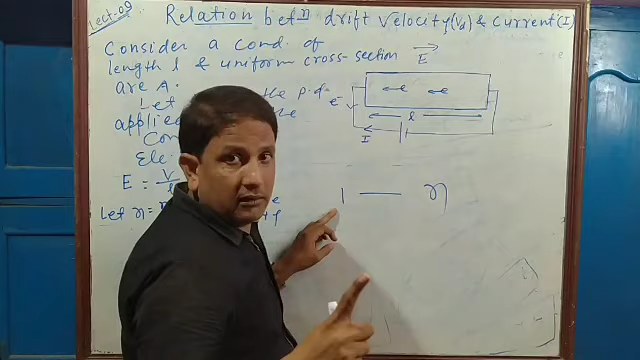 Lect-09
Relation betⁿ drift velocity(Vd) & Current(I)
Consider a cond. of
length l & uniform cross-section
are A.
Let the p.d.
applied
Con
Ele
E = V/l
Let n =
E
e⁻
e e
l
I
1 — n